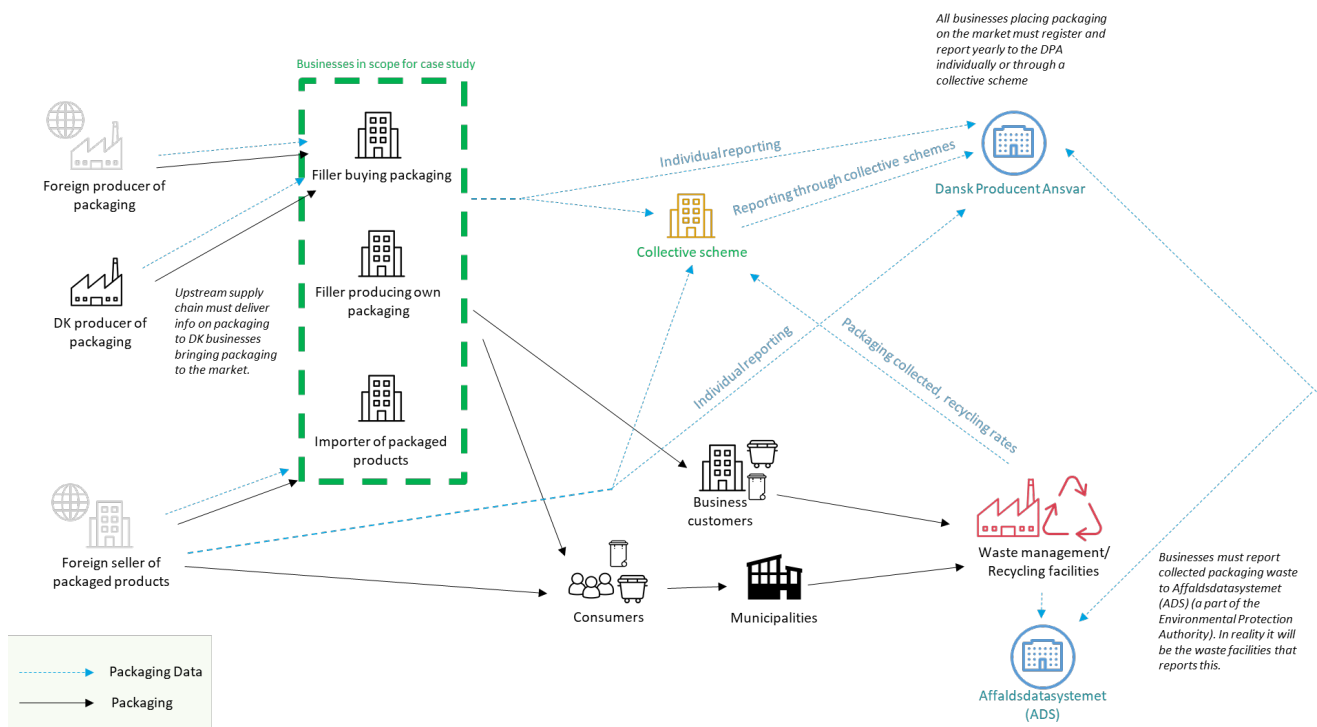 All businesses placing packaging
on the market must register and
report yearly to the DPA
individually or through a
collective scheme
Businesses in scope for case study
Foreign producer of
packaging
Filler buying packaging
Individual reporting
Reporting through collective schemes
Dansk Producent Ansvar
Collective scheme
DK producer of
packaging
Upstream supply
chain must deliver
info on packaging
to DK businesses
bringing packaging
to the market.
Filler producing own
packaging
Individual reporting
Packaging collected, recycling rates
Importer of packaged
products
Business
customers
Foreign seller of
packaged products
Waste management/
Recycling facilities
Businesses must report
collected packaging waste
to Affaldsdatasystemet
(ADS) (a part of the
Environmental Protection
Authority). In reality it will
be the waste facilities that
reports this.
Consumers
Municipalities
Packaging Data
Packaging
Affaldsdatasystemet
(ADS)